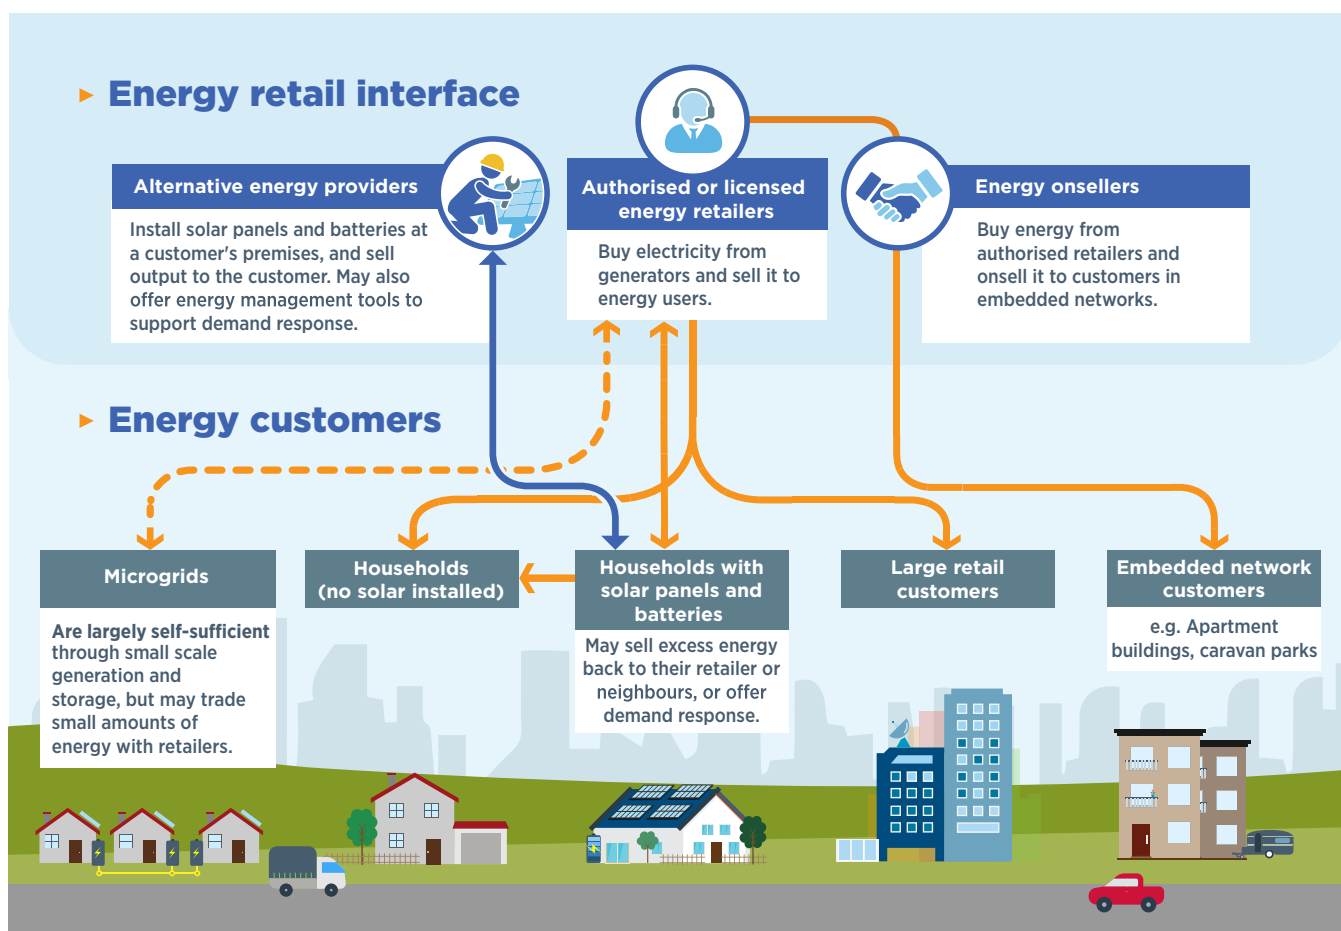 Energy retail interface
Alternative energy providers
Install solar panels and batteries at
a customer's premises, and sell
output to the customer. May also
offer energy management tools to
support demand response.
Authorised or licensed
energy retailers
Buy electricity from
generators and sell it to
energy users.
Energy onsellers
Buy energy from
authorised retailers and
onsell it to customers in
embedded networks.
Energy customers
Microgrids
Are largely self-sufficient
through small scale
generation and
storage, but may trade
small amounts of
energy with retailers.
Households
(no solar installed)
Households with
solar panels and
batteries
May sell excess energy
back to their retailer or
neighbours, or offer
demand response.
Large retail
customers
Embedded network
customers
e.g. Apartment
buildings, caravan parks